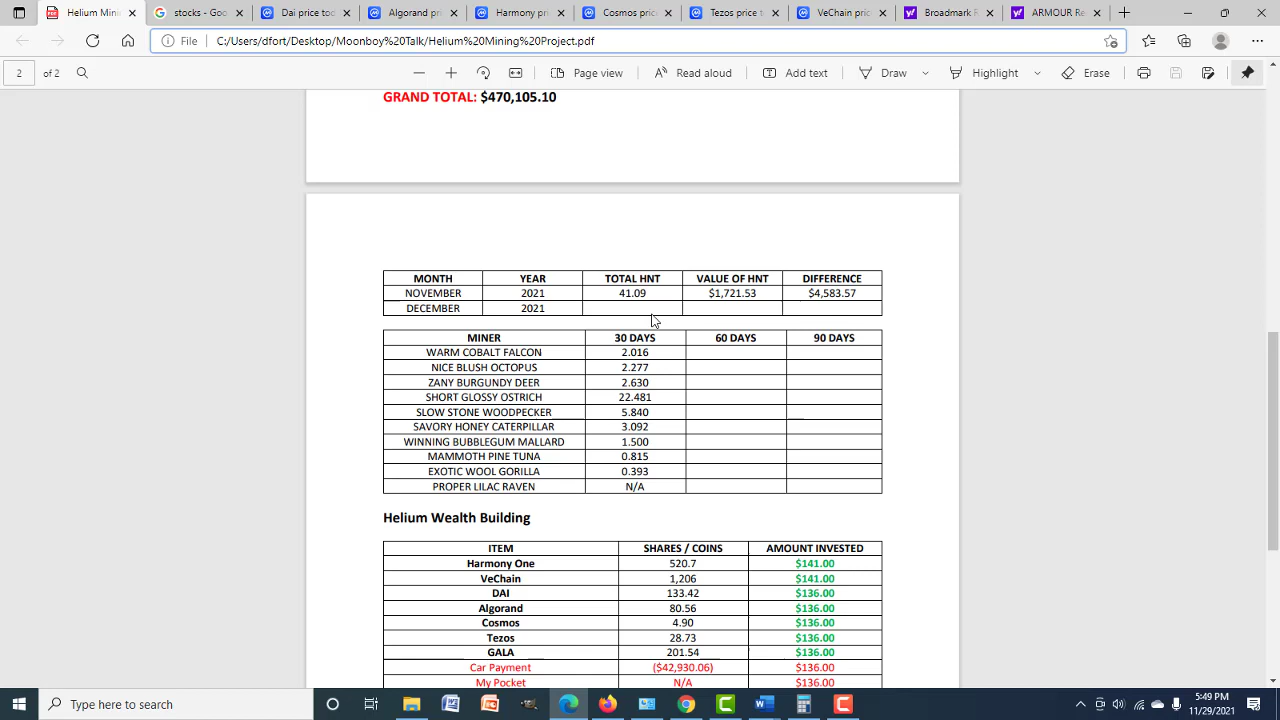 Helium Min
stocks - Goo
Dai price tod
Algorand pri
Harmony pri
Cosmos pric
Tezos price t
VeChain pric
Broadmark R
ARMOUR Re
File C:/Users/dfort/Desktop/Moonboy%20Talk/Helium%20Mining%20Project.pdf
2 of 2 Page view Read aloud Add text Draw Highlight Erase
GRAND TOTAL: $470,105.10
MONTH YEAR TOTAL HNT VALUE OF HNT DIFFERENCE
NOVEMBER 2021 41.09 $1,721.53 $4,583.57
DECEMBER 2021
MINER 30 DAYS 60 DAYS 90 DAYS
WARM COBALT FALCON 2.016
NICE BLUSH OCTOPUS 2.277
ZANY BURGUNDY DEER 2.630
SHORT GLOSSY OSTRICH 22.481
SLOW STONE WOODPECKER 5.840
SAVORY HONEY CATERPILLAR 3.092
WINNING BUBBLEGUM MALLARD 1.500
MAMMOTH PINE TUNA 0.815
EXOTIC WOOL GORILLA 0.393
PROPER LILAC RAVEN N/A
Helium Wealth Building
ITEM SHARES / COINS AMOUNT INVESTED
Harmony One 520.7 $141.00
VeChain 1,206 $141.00
DAI 133.42 $136.00
Algorand 80.56 $136.00
Cosmos 4.90 $136.00
Tezos 28.73 $136.00
GALA 201.54 $136.00
Car Payment ($42,930.06) $136.00
My Pocket N/A $136.00
Type here to search
5:49 PM
11/29/2021